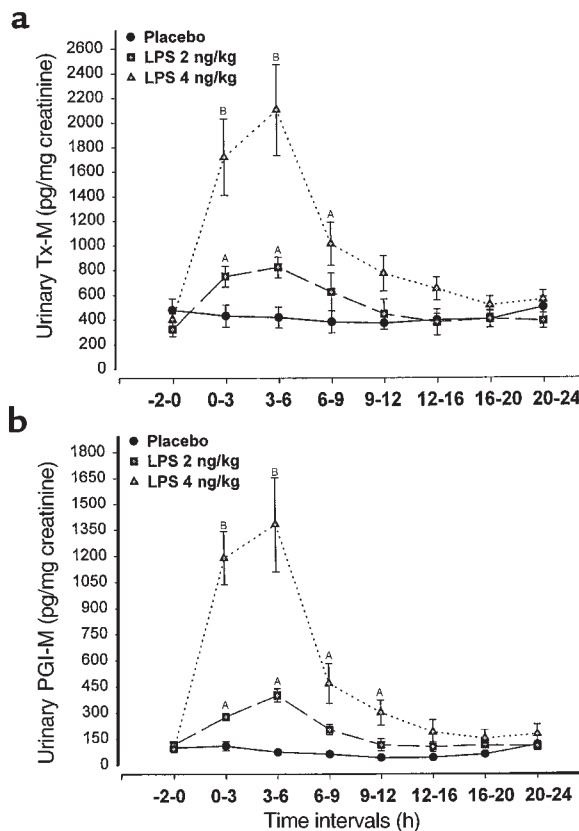 a
Placebo
LPS 2 ng/kg
LPS 4 ng/kg
Urinary Tx-M (pg/mg creatinine)
2600
2400
2200
2000
1800
1600
1400
1200
1000
800
600
400
200
0
B
B
A
A
A
-2-0 0-3 3-6 6-9 9-12 12-16 16-20 20-24
b
Placebo
LPS 2 ng/kg
LPS 4 ng/kg
Urinary PGI-M (pg/mg creatinine)
1800
1650
1500
1350
1200
1050
900
750
600
450
300
150
0
B
B
A
A
A
A
-2-0 0-3 3-6 6-9 9-12 12-16 16-20 20-24
Time intervals (h)